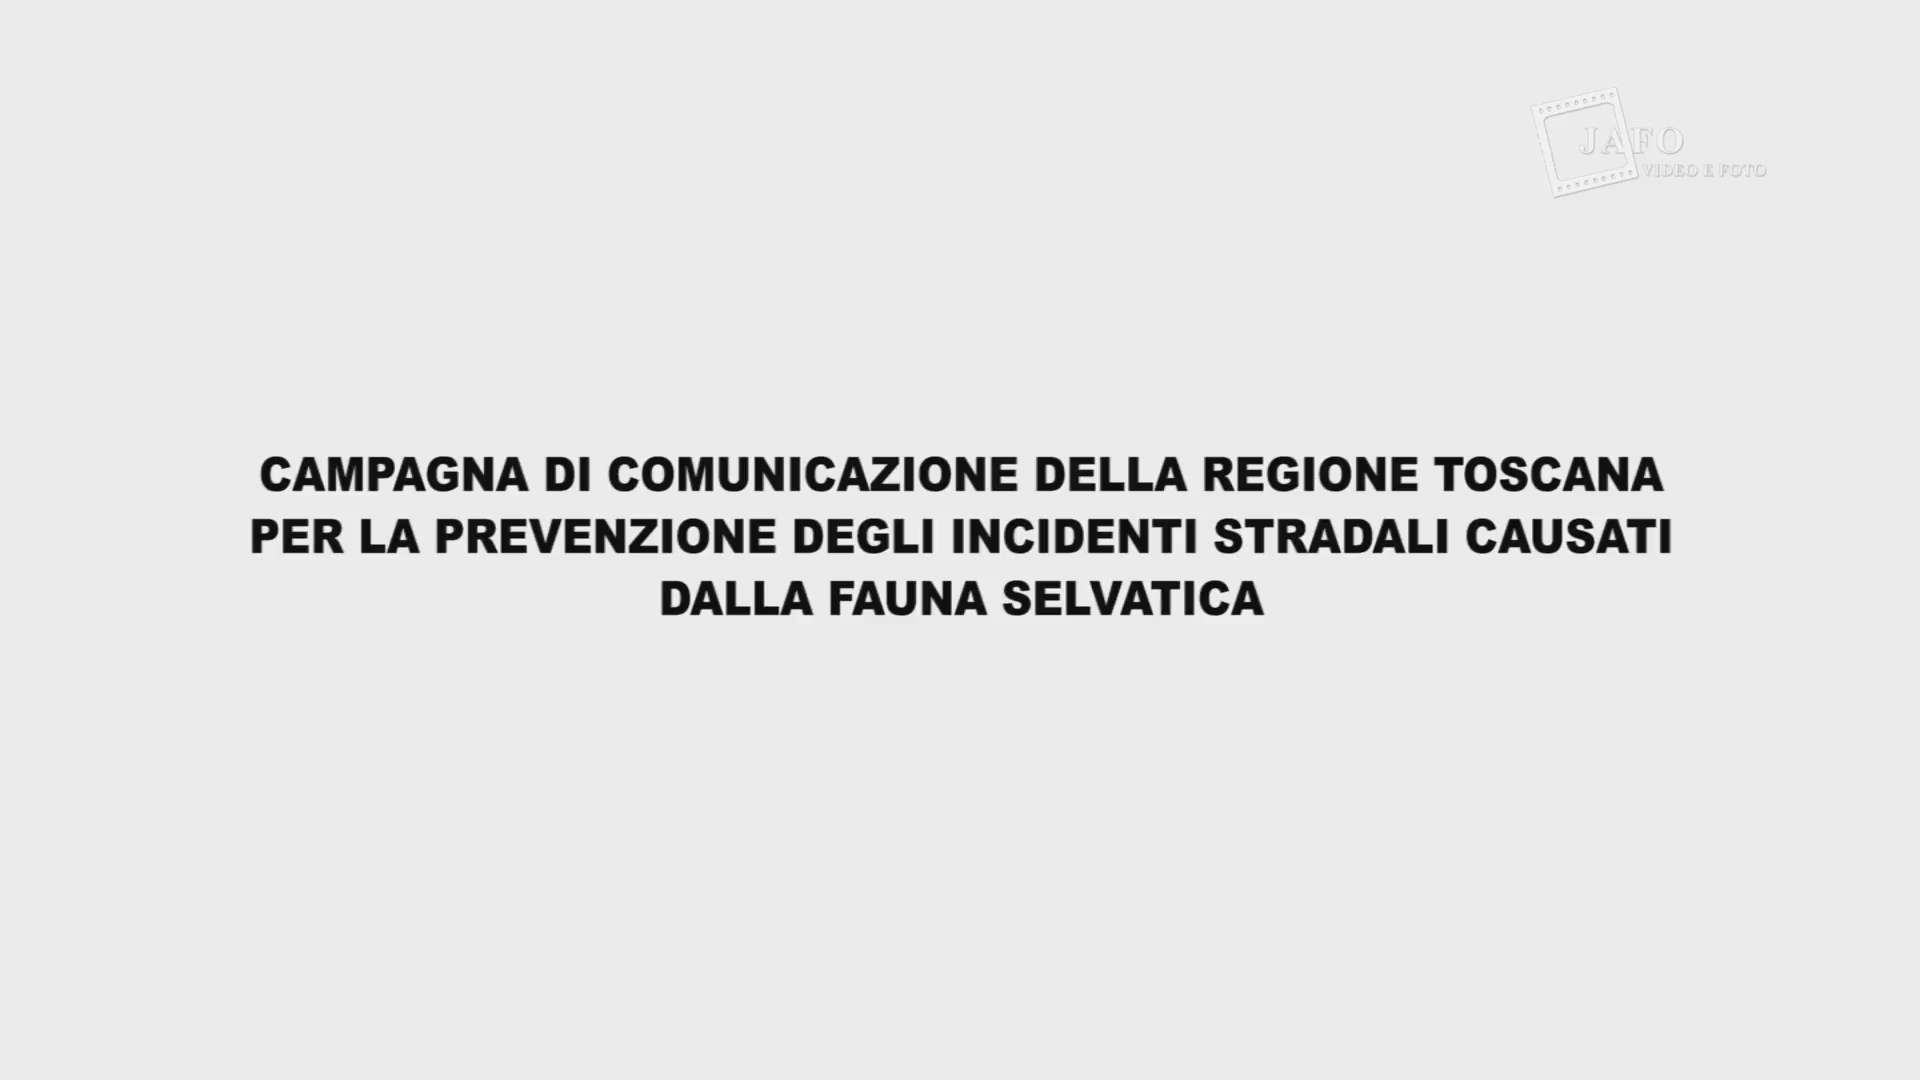 JAFO
VIDEO E FOTO
CAMPAGNA DI COMUNICAZIONE DELLA REGIONE TOSCANA
PER LA PREVENZIONE DEGLI INCIDENTI STRADALI CAUSATI
DALLA FAUNA SELVATICA